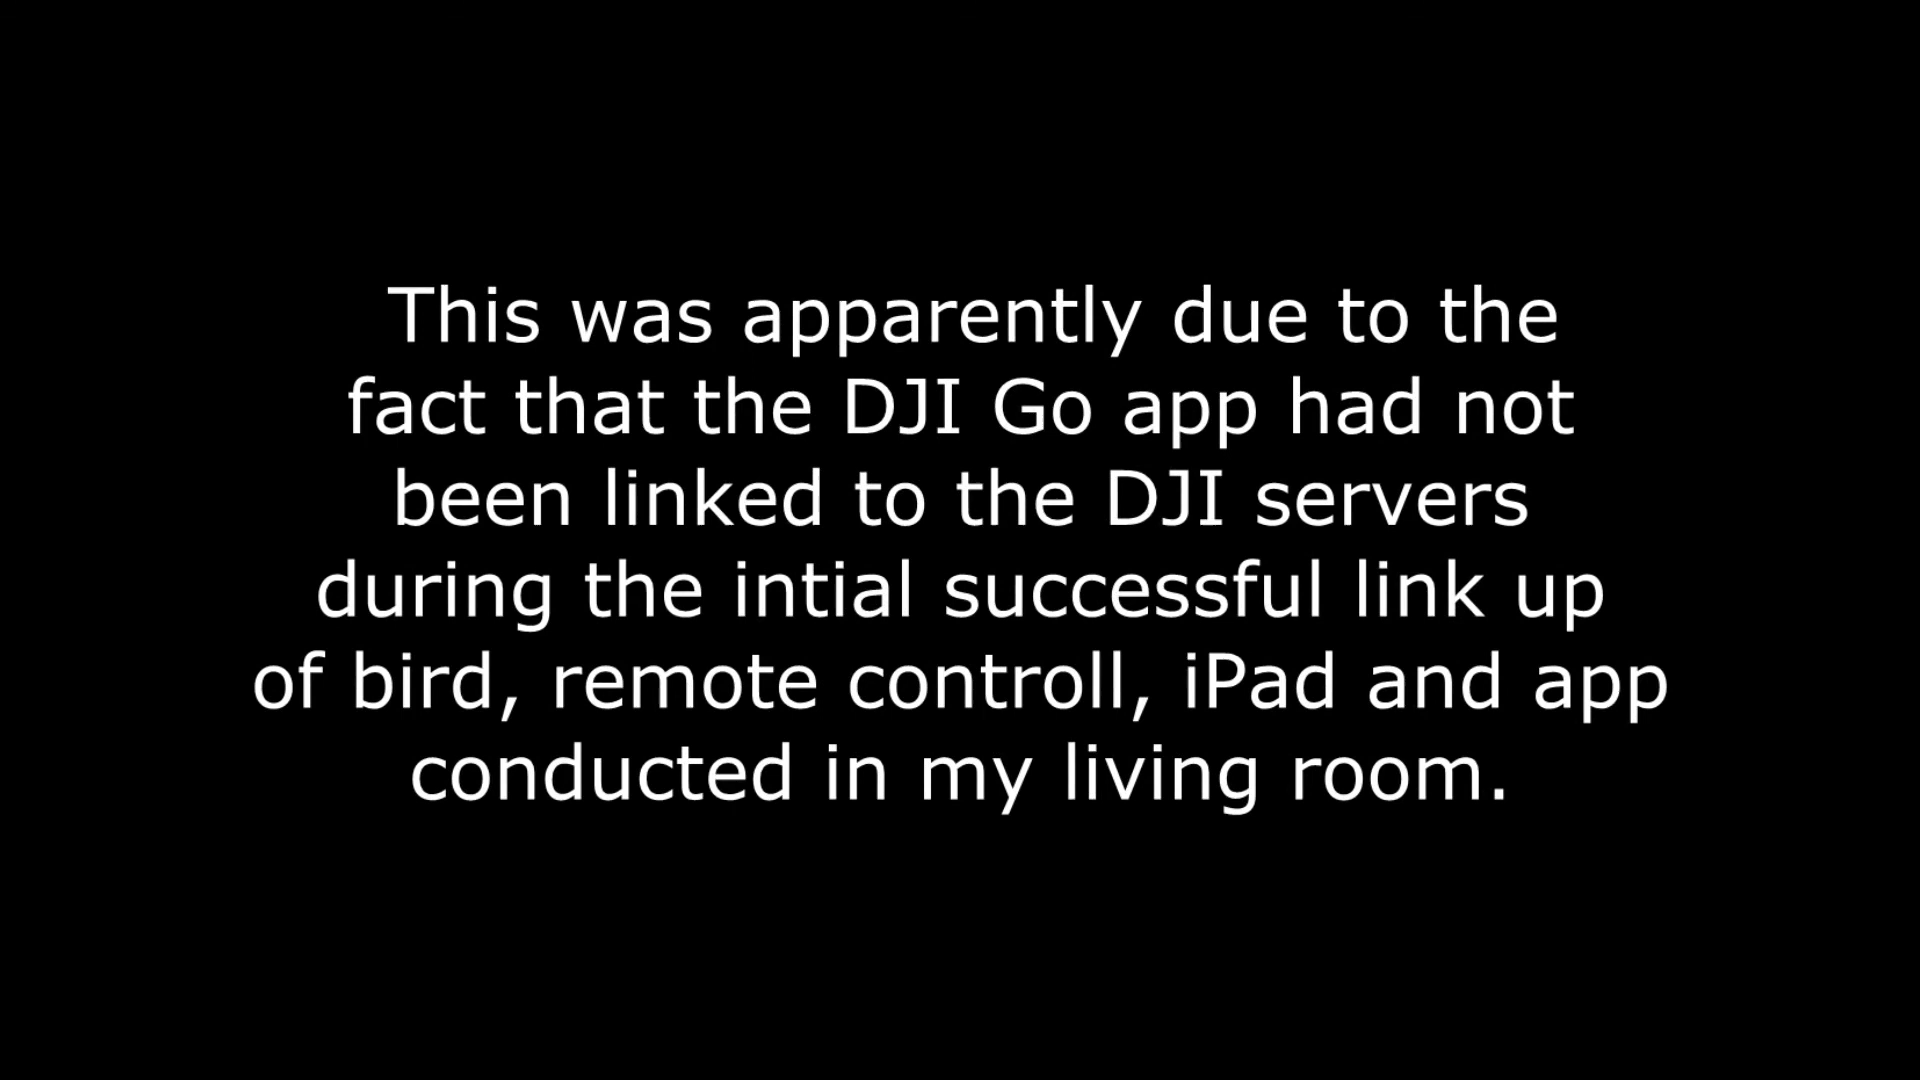 This was apparently due to the
fact that the DJI Go app had not
been linked to the DJI servers
during the intial successful link up
of bird, remote controll, iPad and app
conducted in my living room.